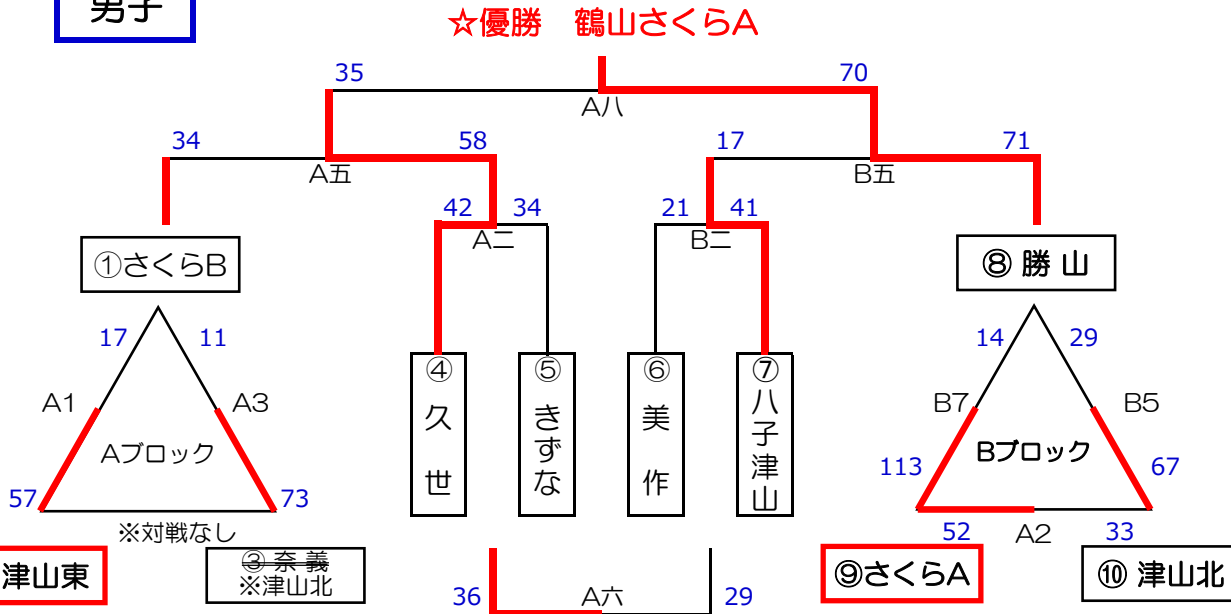 男子
☆優勝　鶴山さくらA
35
70
A八
34
58
17
71
A五
B五
42
34
21
41
A二
B二
①さくらB
⑧ 勝 山
17
11
14
29
④久世
⑤きずな
⑥美作
⑦八子津山
A1
A3
B7
B5
Aブロック
Bブロック
57
73
113
67
※対戦なし
52
A2
33
津山東
③ 奈 義
※津山北
36
A六
29
⑨さくらA
⑩ 津山北